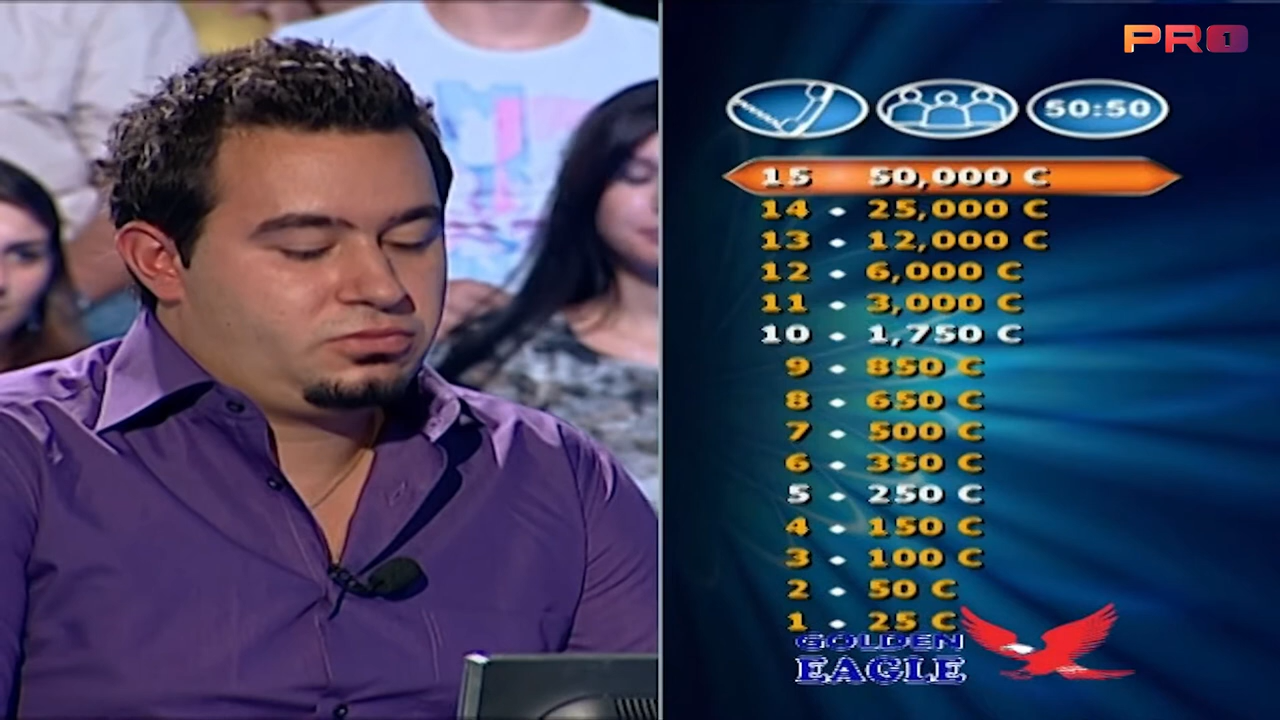 PRO1
50:50
15 50,000 C
14 • 25,000 C
13 • 12,000 C
12 • 6,000 C
11 • 3,000 C
10 • 1,750 C
9 • 850 C
8 • 650 C
7 • 500 C
6 • 350 C
5 • 250 C
4 • 150 C
3 • 100 C
2 • 50 C
1 • 25 C
GOLDEN
EAGLE